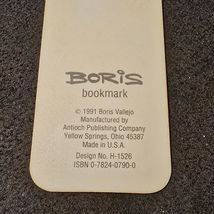 BORIS
bookmark
© 1991 Boris Vallejo
Manufactured by
Antioch Publishing Company
Yellow Springs, Ohio 45387
Made in U.S.A.
Design No. H-1526
ISBN 0-7824-0790-0